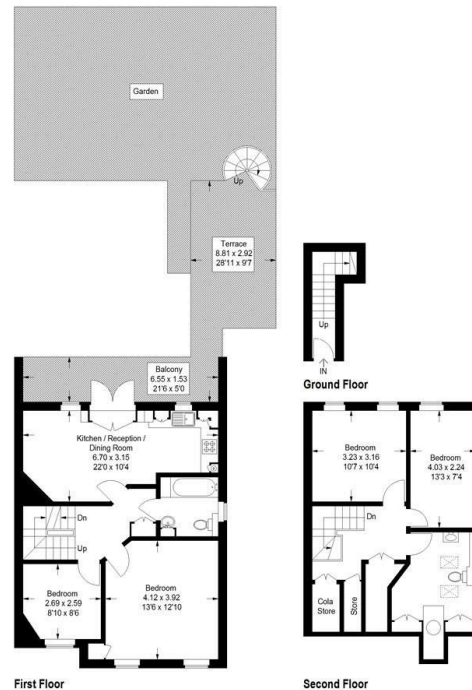 Garden
Up
Terrace
8.81 x 2.92
28'11 x 9'7
Balcony
6.55 x 1.53
21'6 x 5'0
Kitchen / Reception /
Dining Room
6.70 x 3.15
22'0 x 10'4
Dn
Up
Bedroom
2.69 x 2.59
8'10 x 8'6
Bedroom
4.12 x 3.92
13'6 x 12'10
First Floor
Up
IN
Ground Floor
Bedroom
3.23 x 3.16
10'7 x 10'4
Bedroom
4.03 x 2.24
13'3 x 7'4
Dn
Cola
Store
Store
Second Floor